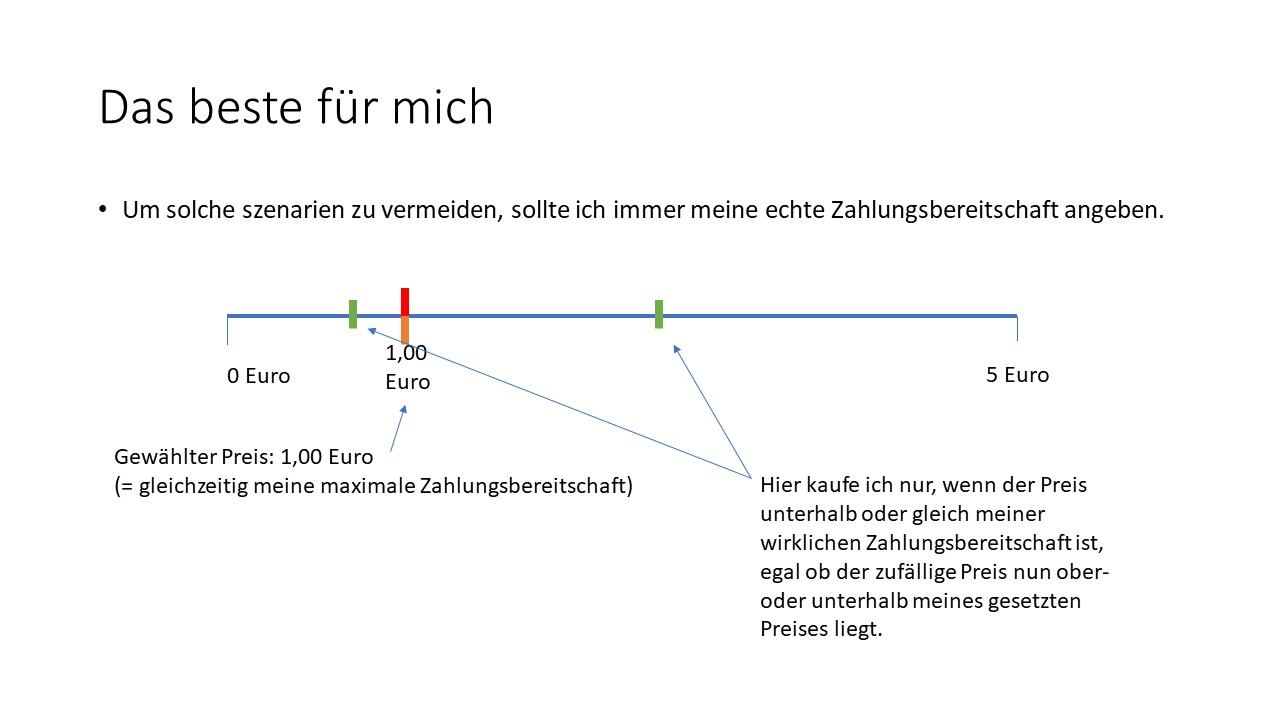 Das beste für mich
• Um solche szenarien zu vermeiden, sollte ich immer meine echte Zahlungsbereitschaft angeben.
1,00
Euro
0 Euro
5 Euro
Gewählter Preis: 1,00 Euro
(= gleichzeitig meine maximale Zahlungsbereitschaft)
Hier kaufe ich nur, wenn der Preis
unterhalb oder gleich meiner
wirklichen Zahlungsbereitschaft ist,
egal ob der zufällige Preis nun ober-
oder unterhalb meines gesetzten
Preises liegt.